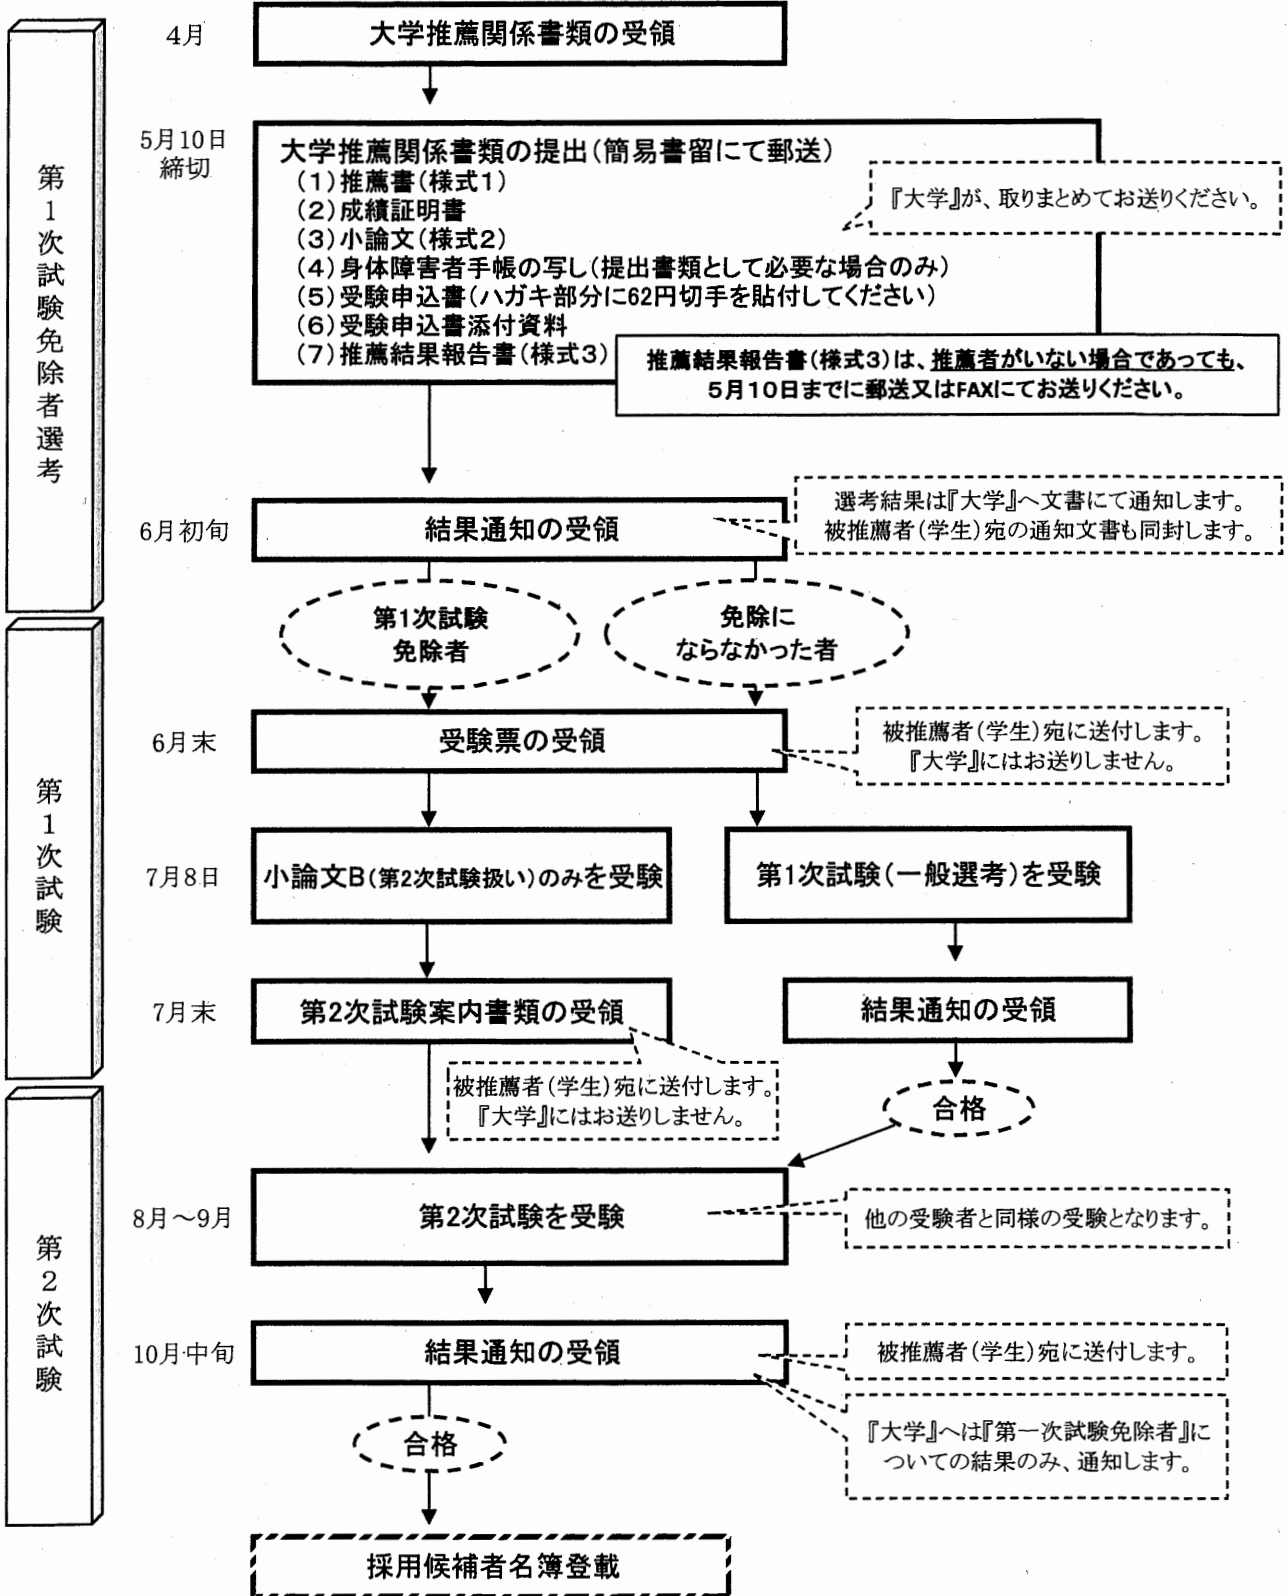 第1次試験免除者選考
4月
大学推薦関係書類の受領
5月10日
締切
大学推薦関係書類の提出(簡易書留にて郵送)
(1)推薦書(様式1)
(2)成績証明書
(3)小論文(様式2)
(4)身体障害者手帳の写し(提出書類として必要な場合のみ)
(5)受験申込書(ハガキ部分に62円切手を貼付してください)
(6)受験申込書添付資料
(7)推薦結果報告書(様式3)
『大学』が、取りまとめてお送りください。
推薦結果報告書(様式3)は、推薦者がいない場合であっても、
5月10日までに郵送又はFAXにてお送りください。
6月初旬
結果通知の受領
選考結果は『大学』へ文書にて通知します。
被推薦者(学生)宛の通知文書も同封します。
第1次試験
免除者
免除に
ならなかった者
第1次試験
6月末
受験票の受領
被推薦者(学生)宛に送付します。
『大学』にはお送りしません。
7月8日
小論文B(第2次試験扱い)のみを受験
第1次試験(一般選考)を受験
7月末
第2次試験案内書類の受領
結果通知の受領
被推薦者(学生)宛に送付します。
『大学』にはお送りしません。
合格
第2次試験
8月~9月
第2次試験を受験
他の受験者と同様の受験となります。
10月中旬
結果通知の受領
被推薦者(学生)宛に送付します。
『大学』へは『第一次試験免除者』に
ついての結果のみ、通知します。
合格
採用候補者名簿登載